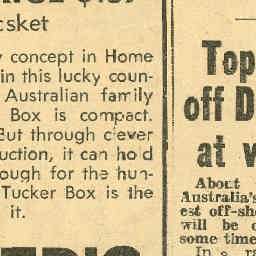 csket
concept in Home
in this lucky coun-
Australian family
Box is compact.
But through clever
uction, it can hold
ough for the hun-
Tucker Box is the
it.
Top
off D
at
About
Australia's
est off-sho
will be
some time
In